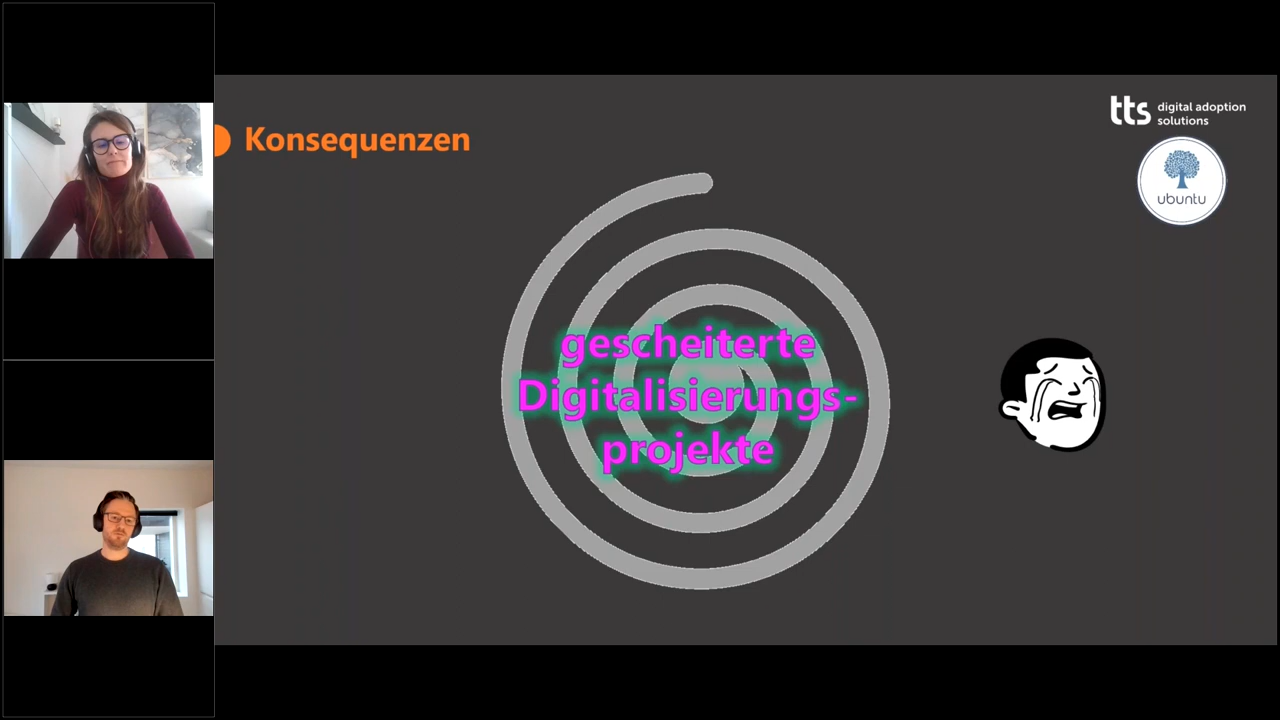 Konsequenzen
tts digital adoption
solutions
ubuntu
gescheiterte
Digitalisierungs-
projekte